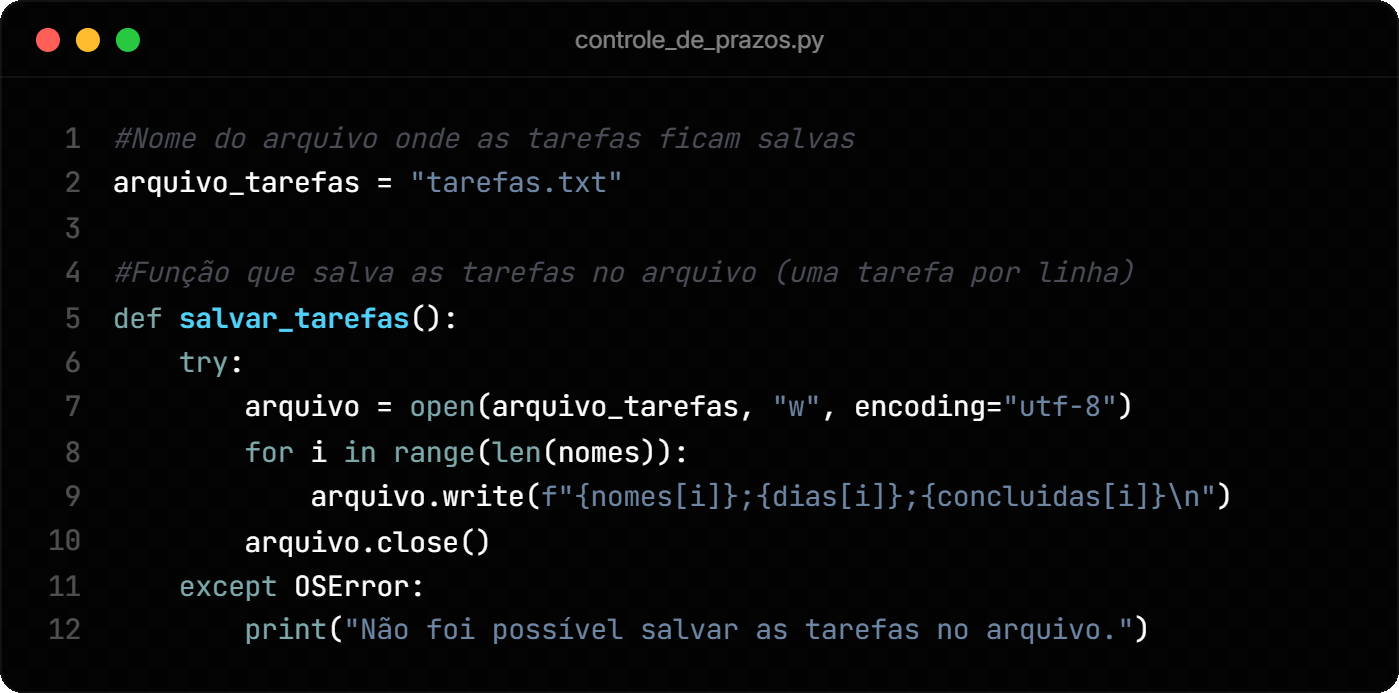 controle_de_prazos.py
1 #Nome do arquivo onde as tarefas ficam salvas
2 arquivo_tarefas = "tarefas.txt"
3
4 #Função que salva as tarefas no arquivo (uma tarefa por linha)
5 def salvar_tarefas():
6     try:
7         arquivo = open(arquivo_tarefas, "w", encoding="utf-8")
8         for i in range(len(nomes)):
9             arquivo.write(f"{nomes[i]};{dias[i]};{concluidas[i]}\n")
10         arquivo.close()
11     except OSError:
12         print("Não foi possível salvar as tarefas no arquivo.")